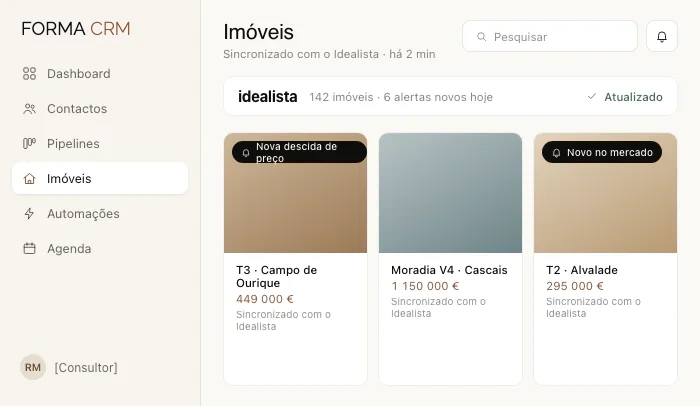 FORMA CRM
Dashboard
Contactos
Pipelines
Imóveis
Automações
Agenda
RM
[Consultor]
Imóveis
Sincronizado com o Idealista · há 2 min
Pesquisar
idealista
142 imóveis · 6 alertas novos hoje
Atualizado
Nova descida de
preço
T3 · Campo de
Ourique
449 000 €
Sincronizado com o
Idealista
Moradia V4 · Cascais
1 150 000 €
Sincronizado com o
Idealista
Novo no mercado
T2 · Alvalade
295 000 €
Sincronizado com o
Idealista